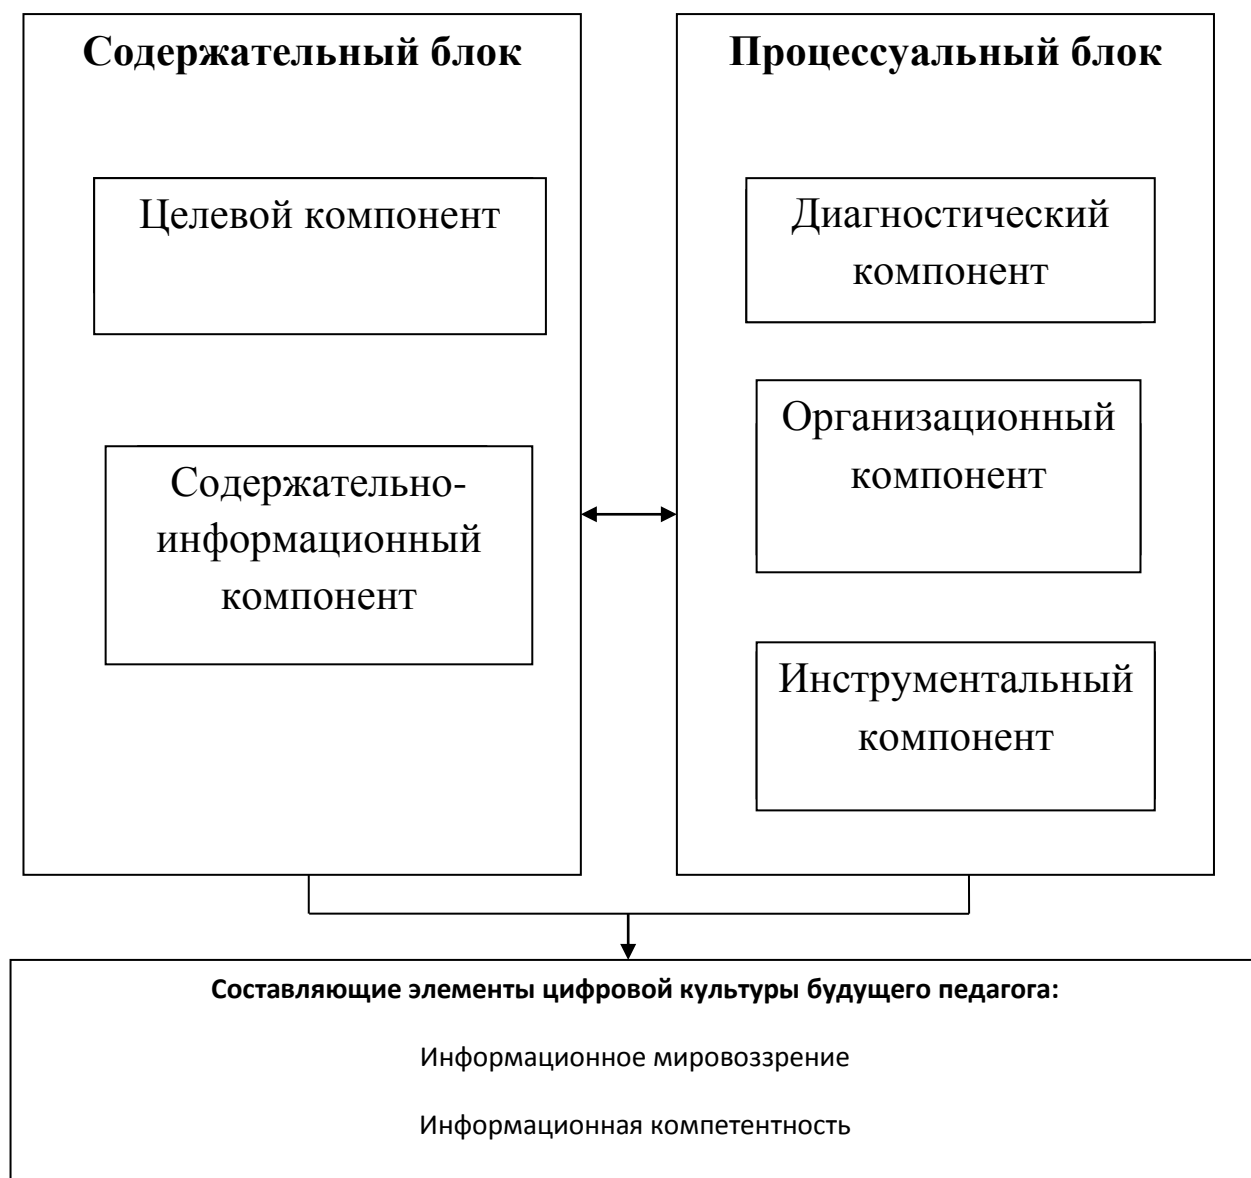 Содержательный блок
Целевой компонент
Содержательно-
информационный
компонент
Процессуальный блок
Диагностический
компонент
Организационный
компонент
Инструментальный
компонент
Составляющие элементы цифровой культуры будущего педагога:
Информационное мировоззрение
Информационная компетентность